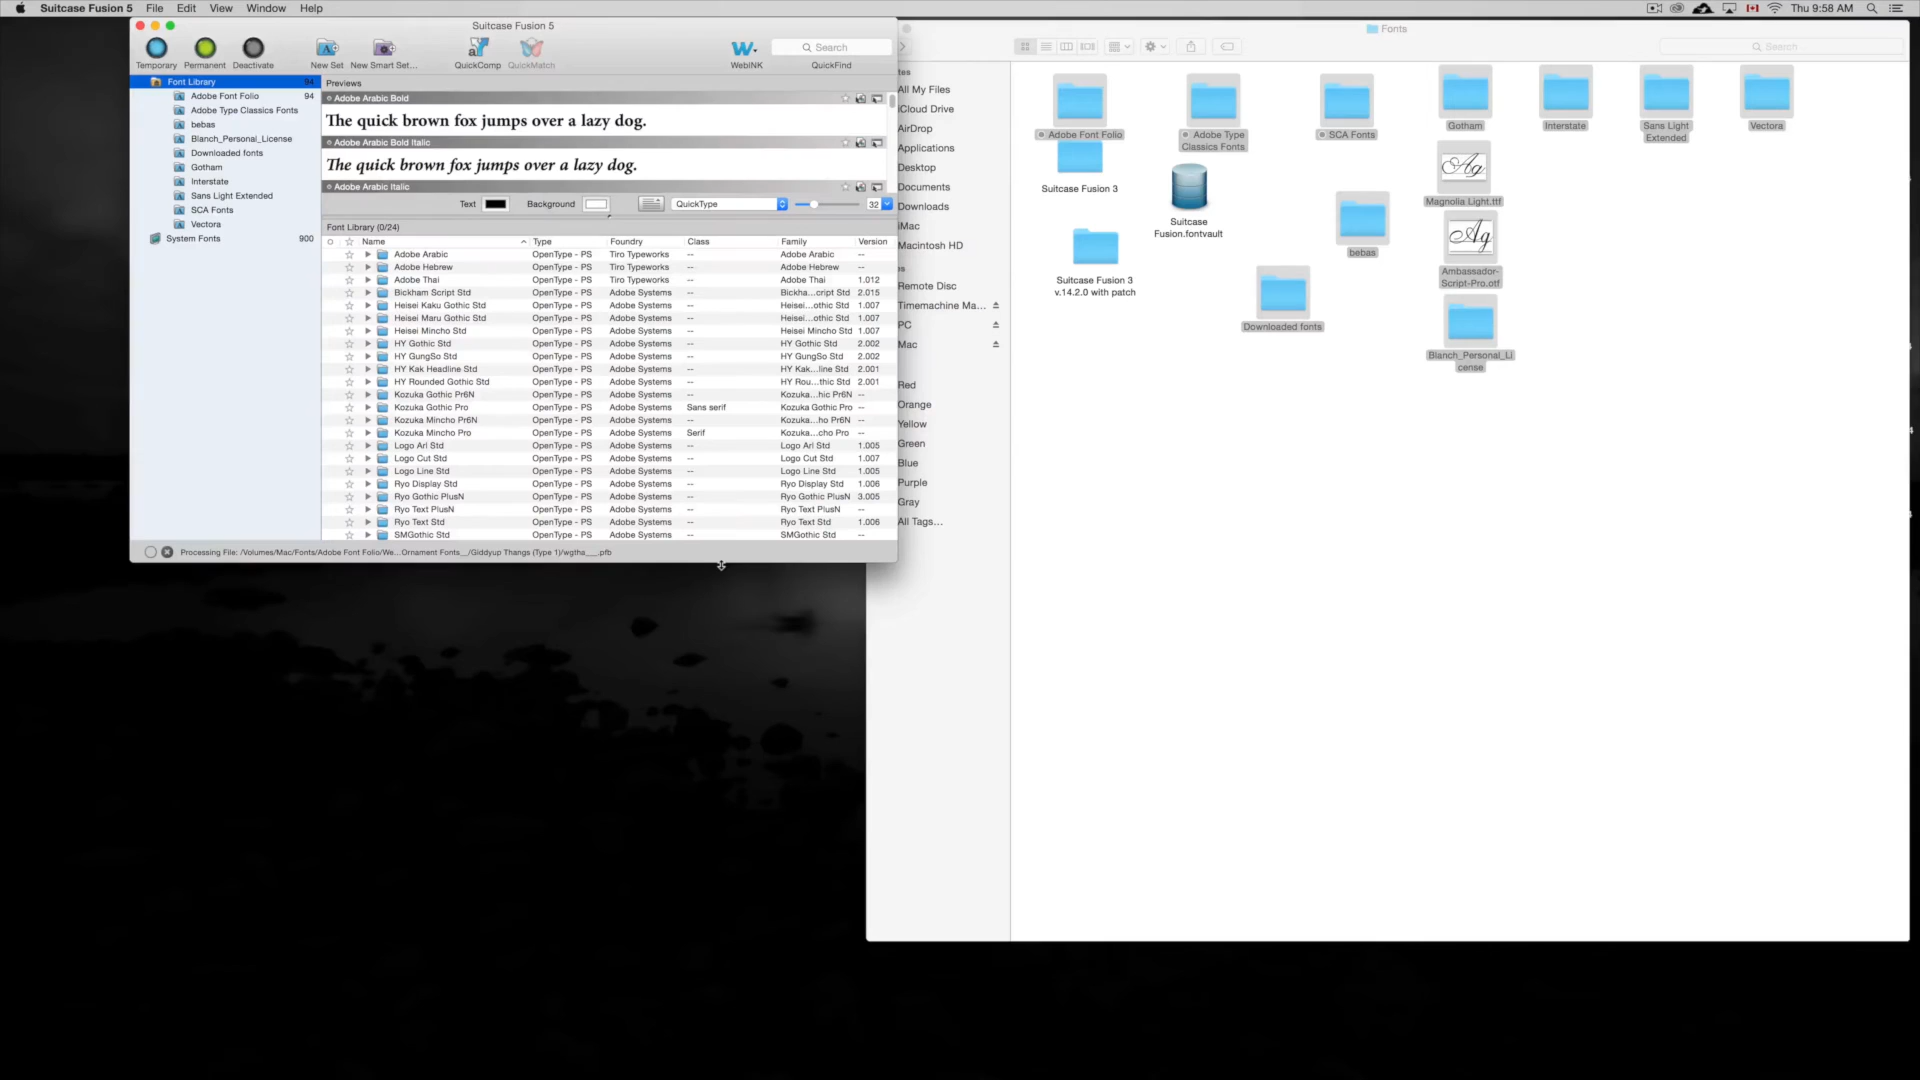 Suitcase Fusion 5 File Edit View Window Help
Thu 9:58 AM
Suitcase Fusion 5
Temporary Permanent Deactivate New Set New Smart Set... QuickComp QuickMatch WebINK QuickFind
Search
Font Library 94
Adobe Font Folio 94
Adobe Type Classics Fonts
bebas
Blanch_Personal_License
Downloaded fonts
Gotham
Interstate
Sans Light Extended
SCA Fonts
Vectora
System Fonts 900
Previews
Adobe Arabic Bold
The quick brown fox jumps over a lazy dog.
Adobe Arabic Bold Italic
The quick brown fox jumps over a lazy dog.
Adobe Arabic Italic
Text Background QuickType 32
Font Library (0/24)
Name Type Foundry Class Family Version
Adobe Arabic OpenType - PS Tiro Typeworks -- Adobe Arabic --
Adobe Hebrew OpenType - PS Tiro Typeworks -- Adobe Hebrew --
Adobe Thai OpenType - PS Tiro Typeworks -- Adobe Thai 1.012
Bickham Script Std OpenType - PS Adobe Systems -- Bickha...cript Std 2.015
Heisei Kaku Gothic Std OpenType - PS Adobe Systems -- Heisei...othic Std 1.007
Heisei Maru Gothic Std OpenType - PS Adobe Systems -- Heisei...othic Std 1.007
Heisei Mincho Std OpenType - PS Adobe Systems -- Heisei Mincho Std 1.007
HY Gothic Std OpenType - PS Adobe Systems -- HY Gothic Std 2.002
HY GungSo Std OpenType - PS Adobe Systems -- HY GungSo Std 2.002
HY Kak Headline Std OpenType - PS Adobe Systems -- HY Kak...line Std 2.001
HY Rounded Gothic Std OpenType - PS Adobe Systems -- HY Rou...thic Std 2.001
Kozuka Gothic Pr6N OpenType - PS Adobe Systems -- Kozuka...hic Pr6N --
Kozuka Gothic Pro OpenType - PS Adobe Systems Sans serif Kozuka Gothic Pro --
Kozuka Mincho Pr6N OpenType - PS Adobe Systems -- Kozuka...ho Pr6N --
Kozuka Mincho Pro OpenType - PS Adobe Systems Serif Kozuka...cho Pro --
Logo Arl Std OpenType - PS Adobe Systems -- Logo Arl Std 1.005
Logo Cut Std OpenType - PS Adobe Systems -- Logo Cut Std 1.007
Logo Line Std OpenType - PS Adobe Systems -- Logo Line Std 1.005
Ryo Display Std OpenType - PS Adobe Systems -- Ryo Display Std 1.006
Ryo Gothic PlusN OpenType - PS Adobe Systems -- Ryo Gothic PlusN 3.005
Ryo Text PlusN OpenType - PS Adobe Systems -- Ryo Text PlusN --
Ryo Text Std OpenType - PS Adobe Systems -- Ryo Text Std 1.006
SMGothic Std OpenType - PS Adobe Systems -- SMGothic Std
Processing File: /Volumes/Mac/Fonts/Adobe Font Folio/We...Ornament Fonts_/Giddyup Thangs (Type 1)/wgtha___.pfb
Fonts
Search
tes
All My Files
iCloud Drive
AirDrop
Applications
Desktop
Documents
Downloads
iMac
Macintosh HD
es
Remote Disc
Timemachine Ma...
PC
Mac
Red
Orange
Yellow
Green
Blue
Purple
Gray
All Tags...
Adobe Font Folio
Adobe Type
Classics Fonts
SCA Fonts
Gotham
Interstate
Sans Light
Extended
Vectora
Suitcase Fusion 3
Suitcase
Fusion.fontvault
bebas
Ag
Magnolia Light.ttf
Ag
Ambassador-
Script-Pro.otf
Suitcase Fusion 3
v.14.2.0 with patch
Downloaded fonts
Blanch_Personal_Li
cense